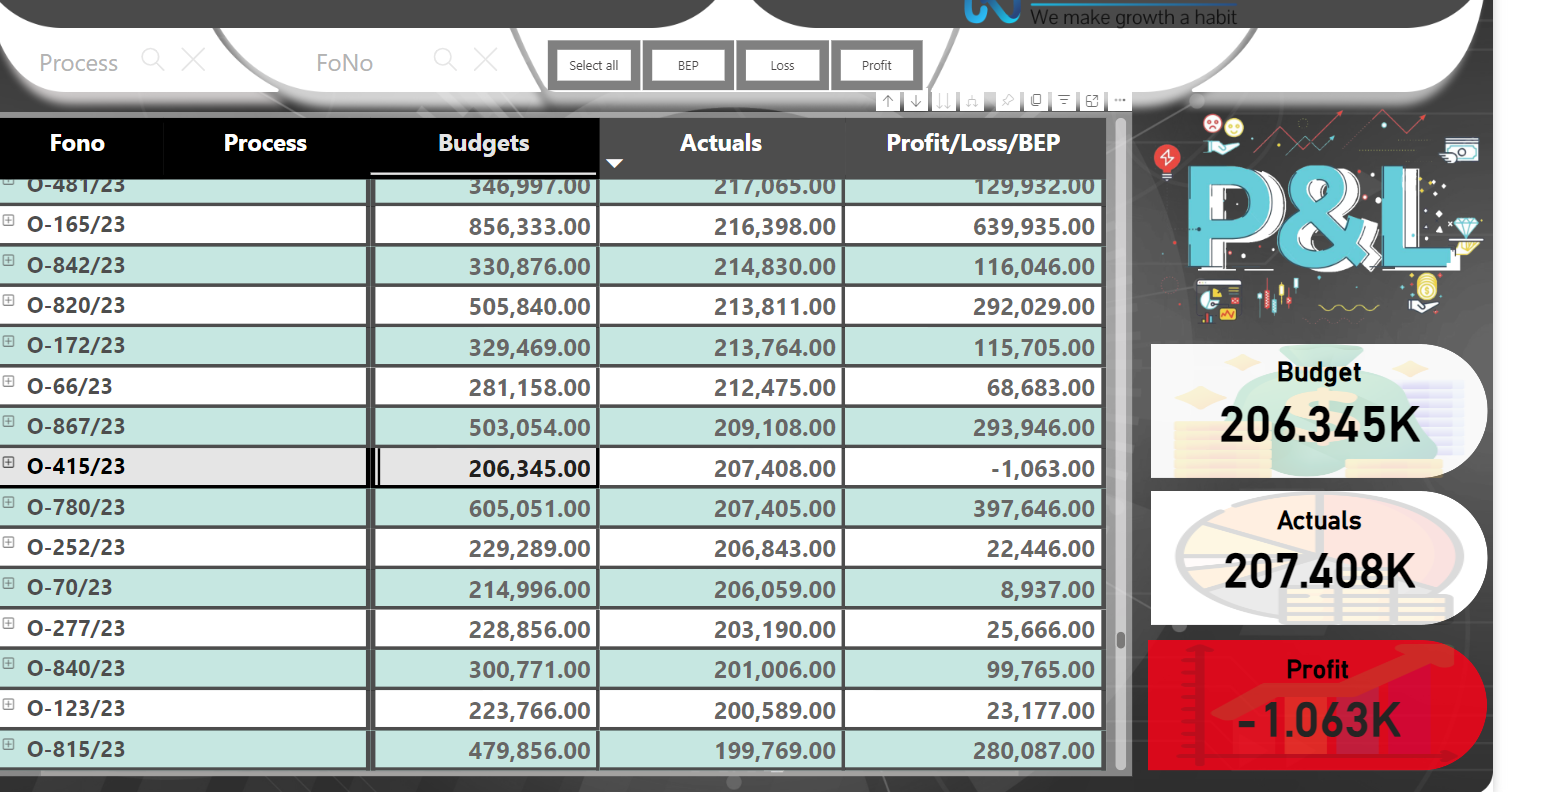 We make growth a habit
Process FoNo Select all BEP Loss Profit
Fono Process Budgets Actuals Profit/Loss/BEP
O-481/23 346,997.00 217,065.00 129,932.00
O-165/23 856,333.00 216,398.00 639,935.00
O-842/23 330,876.00 214,830.00 116,046.00
O-820/23 505,840.00 213,811.00 292,029.00
O-172/23 329,469.00 213,764.00 115,705.00
O-66/23 281,158.00 212,475.00 68,683.00
O-867/23 503,054.00 209,108.00 293,946.00
O-415/23 206,345.00 207,408.00 -1,063.00
O-780/23 605,051.00 207,405.00 397,646.00
O-252/23 229,289.00 206,843.00 22,446.00
O-70/23 214,996.00 206,059.00 8,937.00
O-277/23 228,856.00 203,190.00 25,666.00
O-840/23 300,771.00 201,006.00 99,765.00
O-123/23 223,766.00 200,589.00 23,177.00
O-815/23 479,856.00 199,769.00 280,087.00
P&L
Budget
206.345K
Actuals
207.408K
Profit
-1.063K